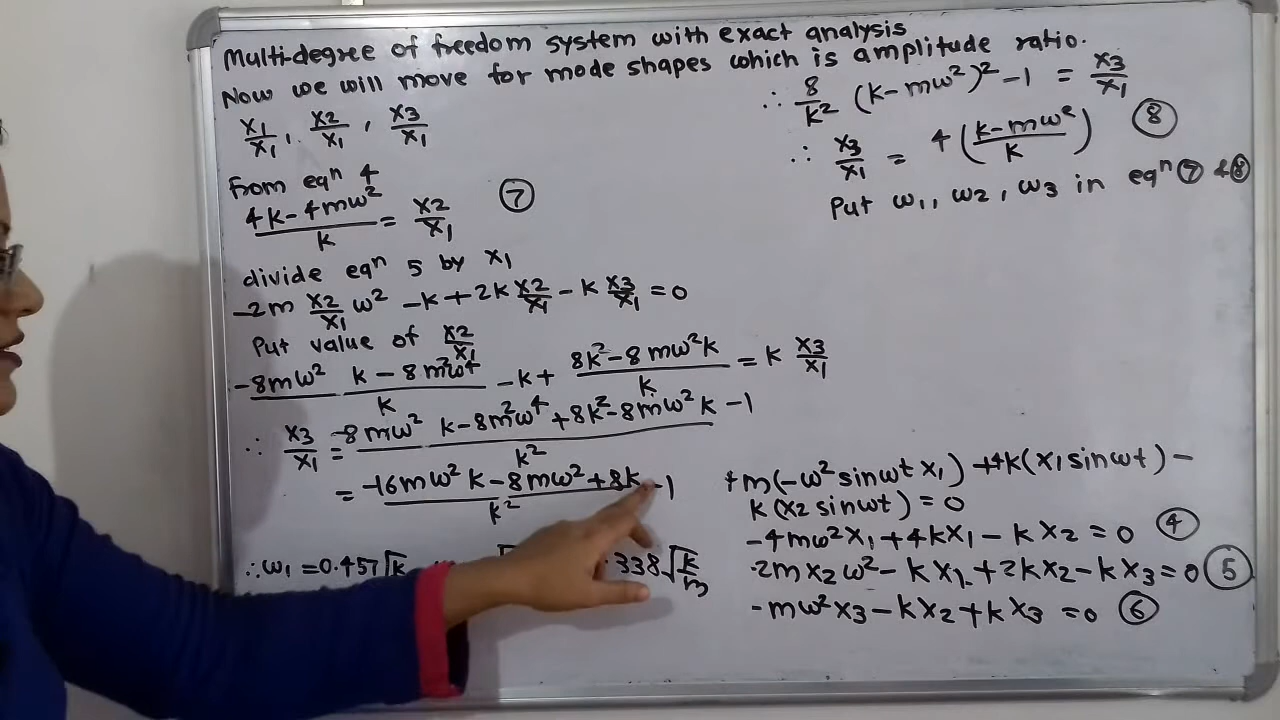 Multi-degree of freedom system with exact analysis
Now we will move for mode shapes which is amplitude ratio.
x1/x1, x2/x1, x3/x1
from eqn 4
(4k-4mω²)/k = x2/x1 ⑦
divide eqn 5 by x1
-2m x2/x1 ω² -k+2k x2/x1 -k x3/x1 = 0
Put value of x2/x1
(-8mω² k-8m²ω⁴)/k -k+ (8k²-8mω²k)/k = k x3/x1
∴ x3/x1 = (-8mω² k-8m²ω⁴+8k²-8mω²k)/k² -1
= (-16mω²k-8mω²+8k)/k² -1
∴ω1=0.457√k 338√k/m
∴ 8/k² (k-mω²)² -1 = x3/x1
∴ x3/x1 = 4((k-mω²)/k) ⑧
Put ω1, ω2, ω3 in eqn ⑦ & ⑧
4m(-ω² sinωt x1) +4k(x1 sinωt) -
k(x2 sinωt) = 0
-4mω²x1+4kx1-kx2=0 ④
-2mx2ω²-kx1+2kx2-kx3=0 ⑤
-mω²x3-kx2+kx3=0 ⑥